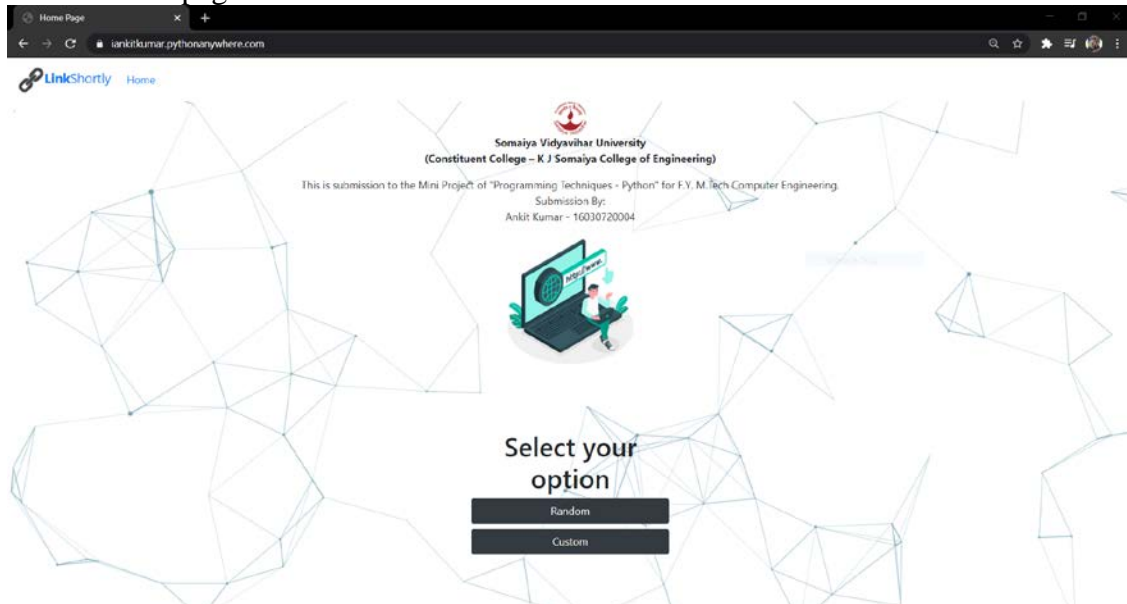 Home Page
iankitkumar.pythonanywhere.com
LinkShortly Home
Somaiya Vidyavihar University
(Constituent College – K J Somaiya College of Engineering)
This is submission to the Mini Project of "Programming Techniques - Python" for F.Y. M.Tech Computer Engineering.
Submission By:
Ankit Kumar - 16030720004
http://www.
Select your
option
Random
Custom